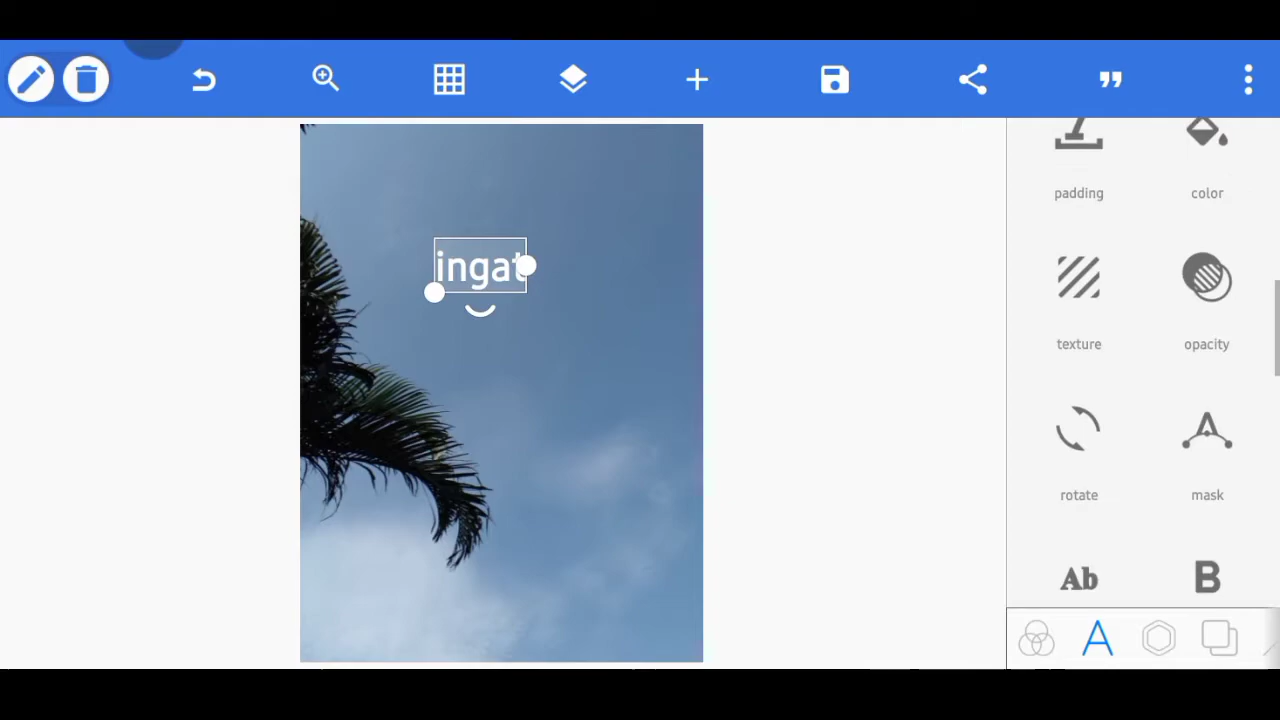 padding
color
ingat
texture
opacity
rotate
mask
Ab
B
A